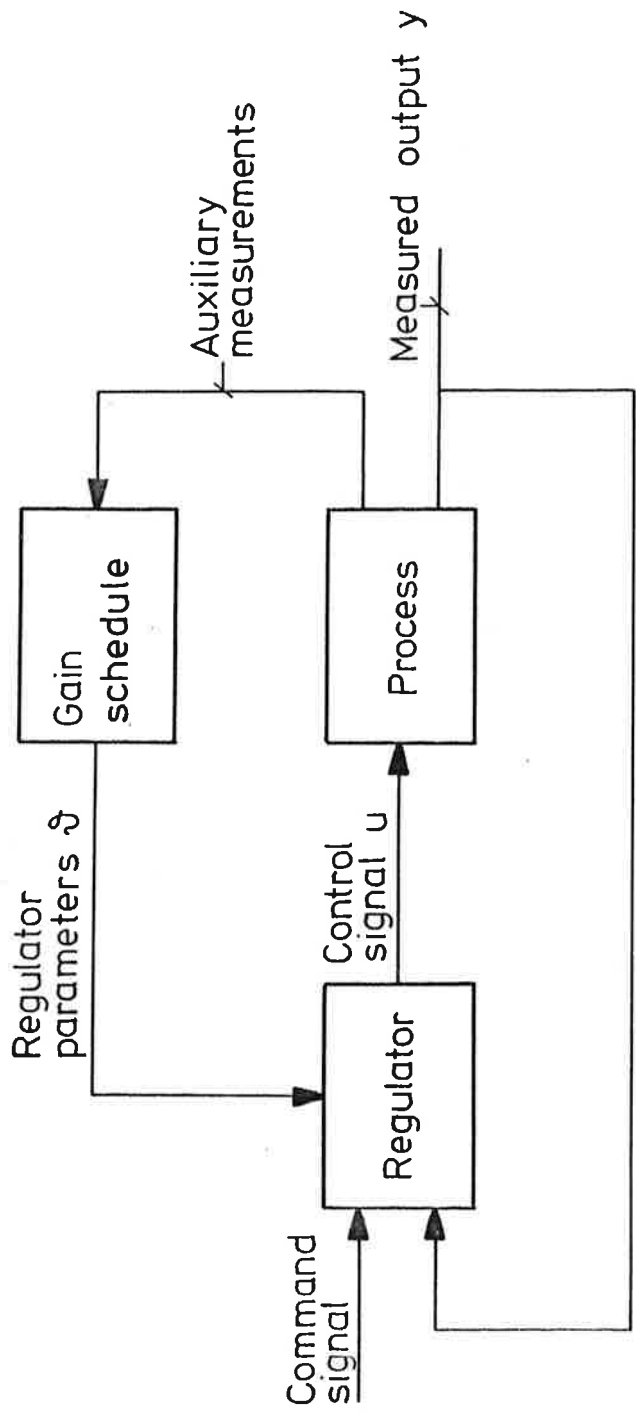 Regulator
parameters ϑ
Gain
schedule
Auxiliary
measurements
Command
signal
Regulator
Control
signal u
Process
Measured output y